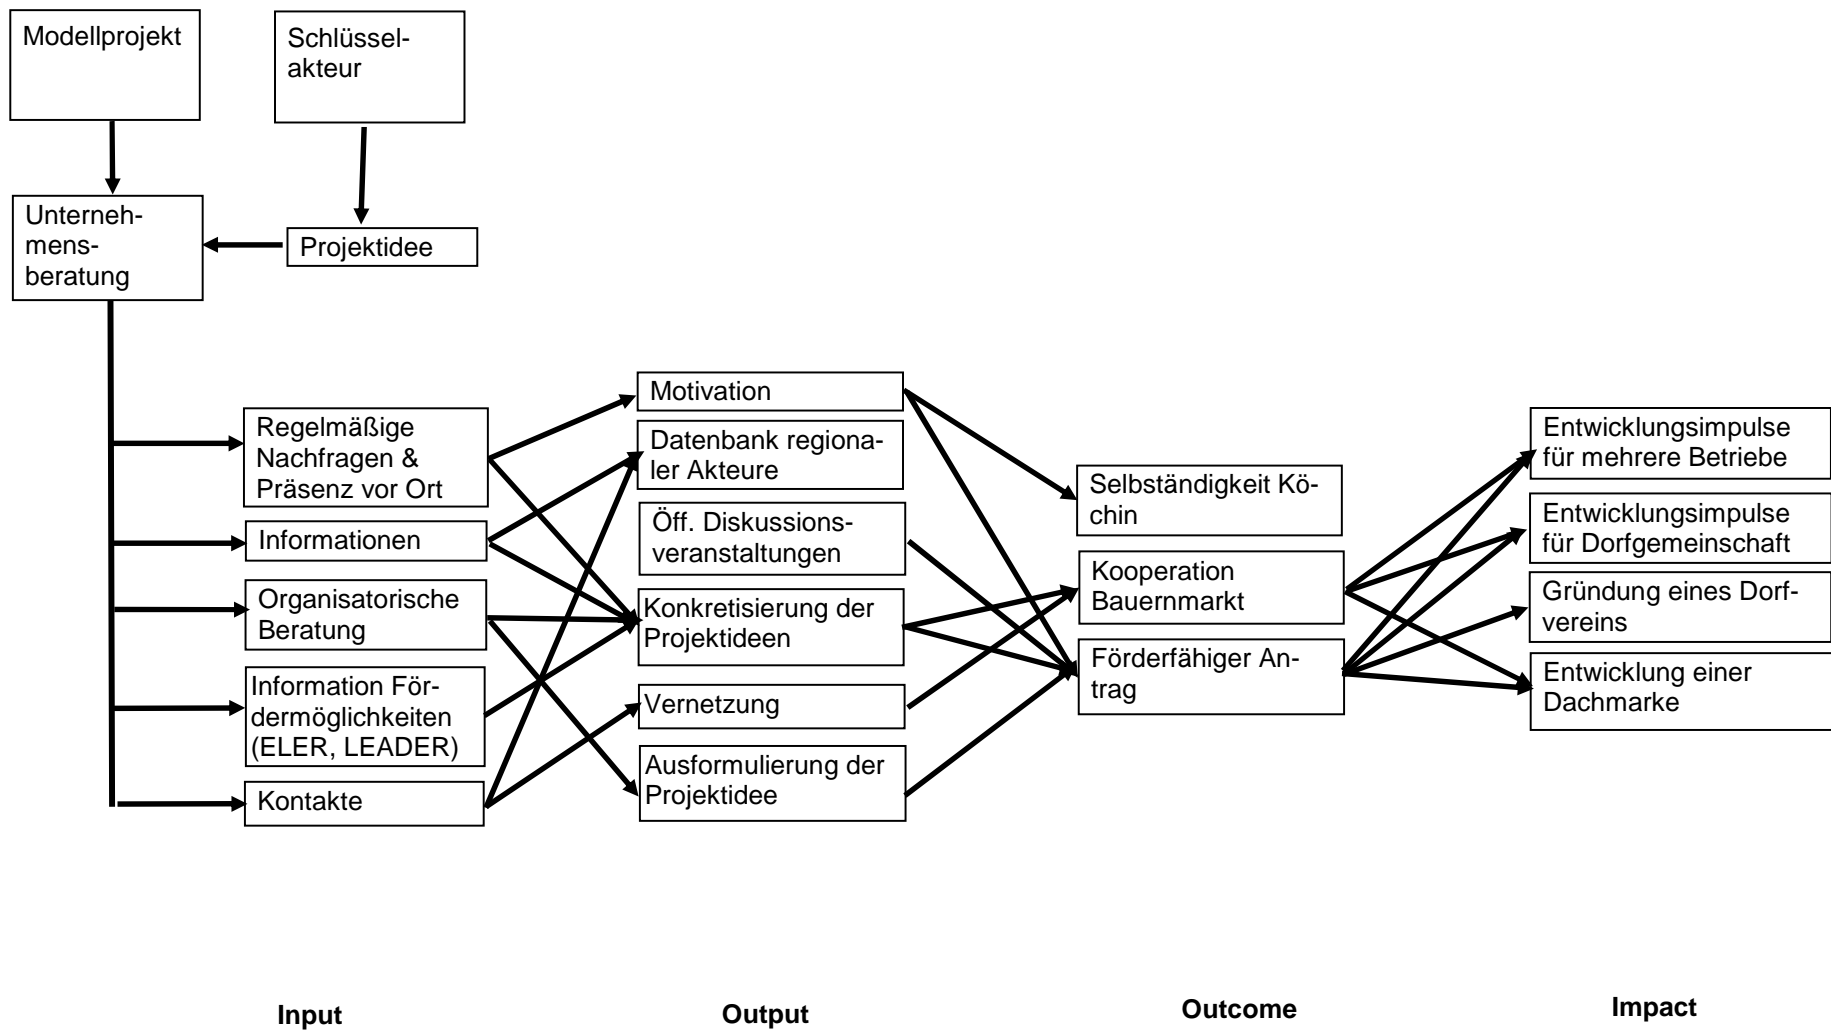 Modellprojekt
Schlüssel-
akteur
Unterneh-
mens-
beratung
Projektidee
Regelmäßige
Nachfragen &
Präsenz vor Ort
Informationen
Organisatorische
Beratung
Information För-
dermöglichkeiten
(ELER, LEADER)
Kontakte
Motivation
Datenbank regiona-
ler Akteure
Öff. Diskussions-
veranstaltungen
Konkretisierung der
Projektideen
Vernetzung
Ausformulierung der
Projektidee
Selbständigkeit Kö-
chin
Kooperation
Bauernmarkt
Förderfähiger An-
trag
Entwicklungsimpulse
für mehrere Betriebe
Entwicklungsimpulse
für Dorfgemeinschaft
Gründung eines Dorf-
vereins
Entwicklung einer
Dachmarke
Input
Output
Outcome
Impact